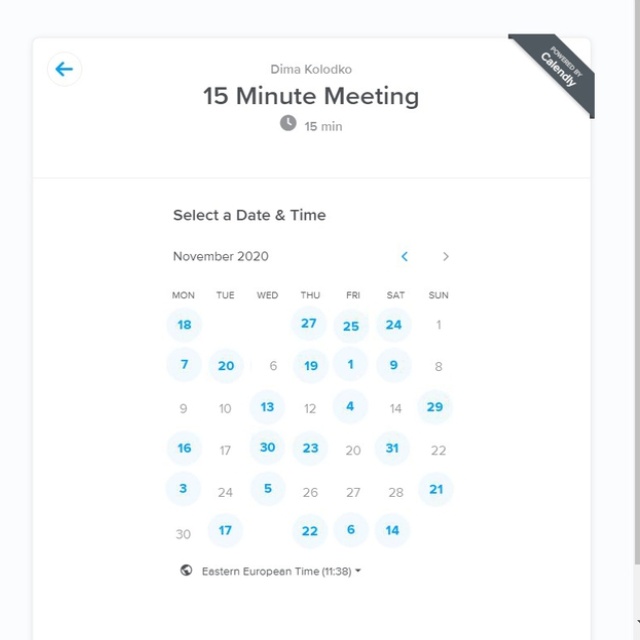 POWERED BY
Calendly
Dima Kolodko
15 Minute Meeting
15 min
Select a Date & Time
November 2020
MON TUE WED THU FRI SAT SUN
18 27 25 24 1
7 20 6 19 1 9 8
9 10 13 12 4 14 29
16 17 30 23 20 31 22
3 24 5 26 27 28 21
30 17 22 6 14
Eastern European Time (11:38)